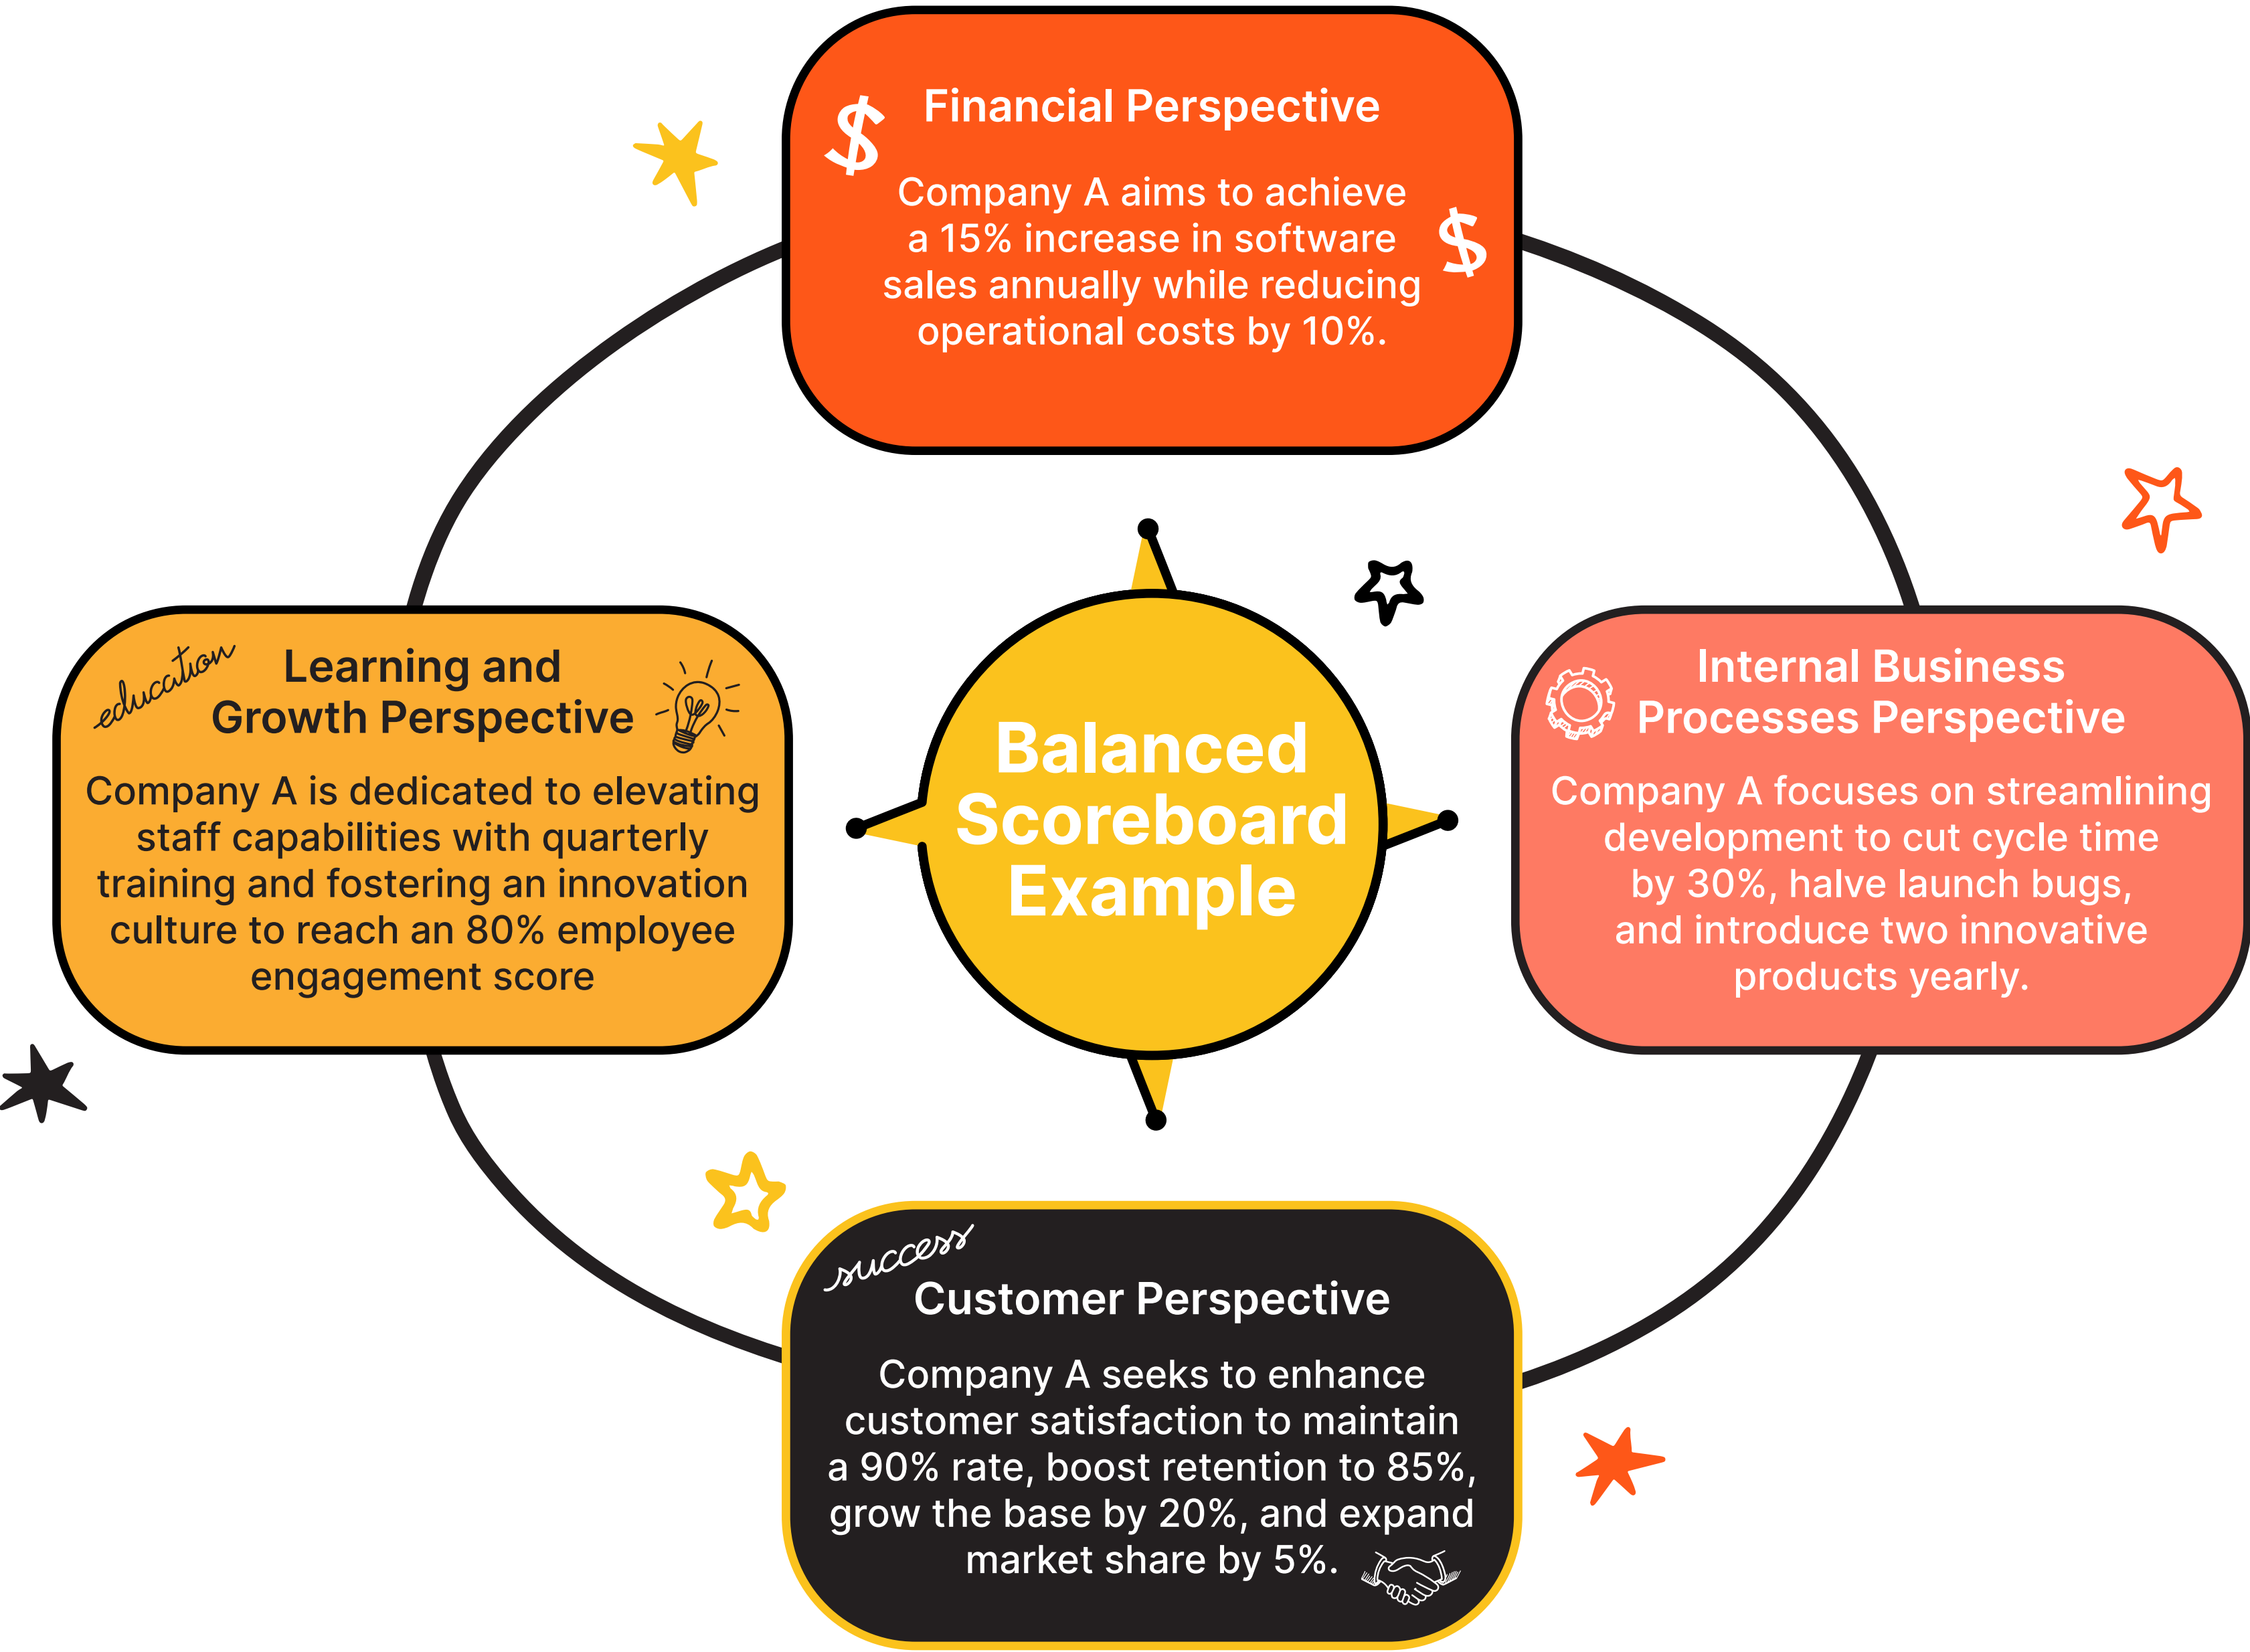 $
Financial Perspective
Company A aims to achieve
a 15% increase in software
sales annually while reducing
operational costs by 10%.
$
education
Learning and
Growth Perspective
Company A is dedicated to elevating
staff capabilities with quarterly
training and fostering an innovation
culture to reach an 80% employee
engagement score
Balanced
Scoreboard
Example
Internal Business
Processes Perspective
Company A focuses on streamlining
development to cut cycle time
by 30%, halve launch bugs,
and introduce two innovative
products yearly.
success
Customer Perspective
Company A seeks to enhance
customer satisfaction to maintain
a 90% rate, boost retention to 85%,
grow the base by 20%, and expand
market share by 5%.